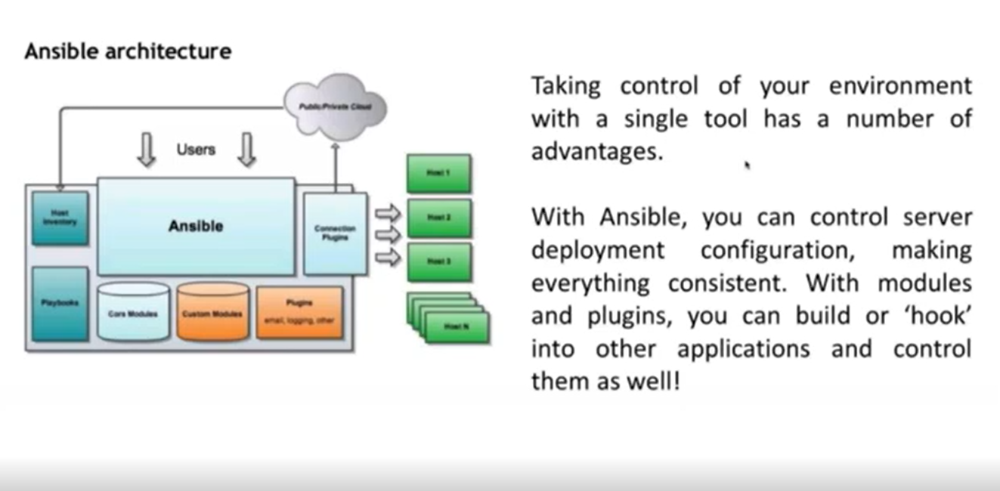 Ansible architecture
Public/Private Cloud
Users
Host
Inventory
Ansible
Connection
Plugins
Host 1
Host 2
Host 3
Host N
Playbooks
Core Modules
Custom Modules
Plugins
email, logging, other
Taking control of your environment
with a single tool has a number of
advantages.
With Ansible, you can control server
deployment configuration, making
everything consistent. With modules
and plugins, you can build or ‘hook’
into other applications and control
them as well!